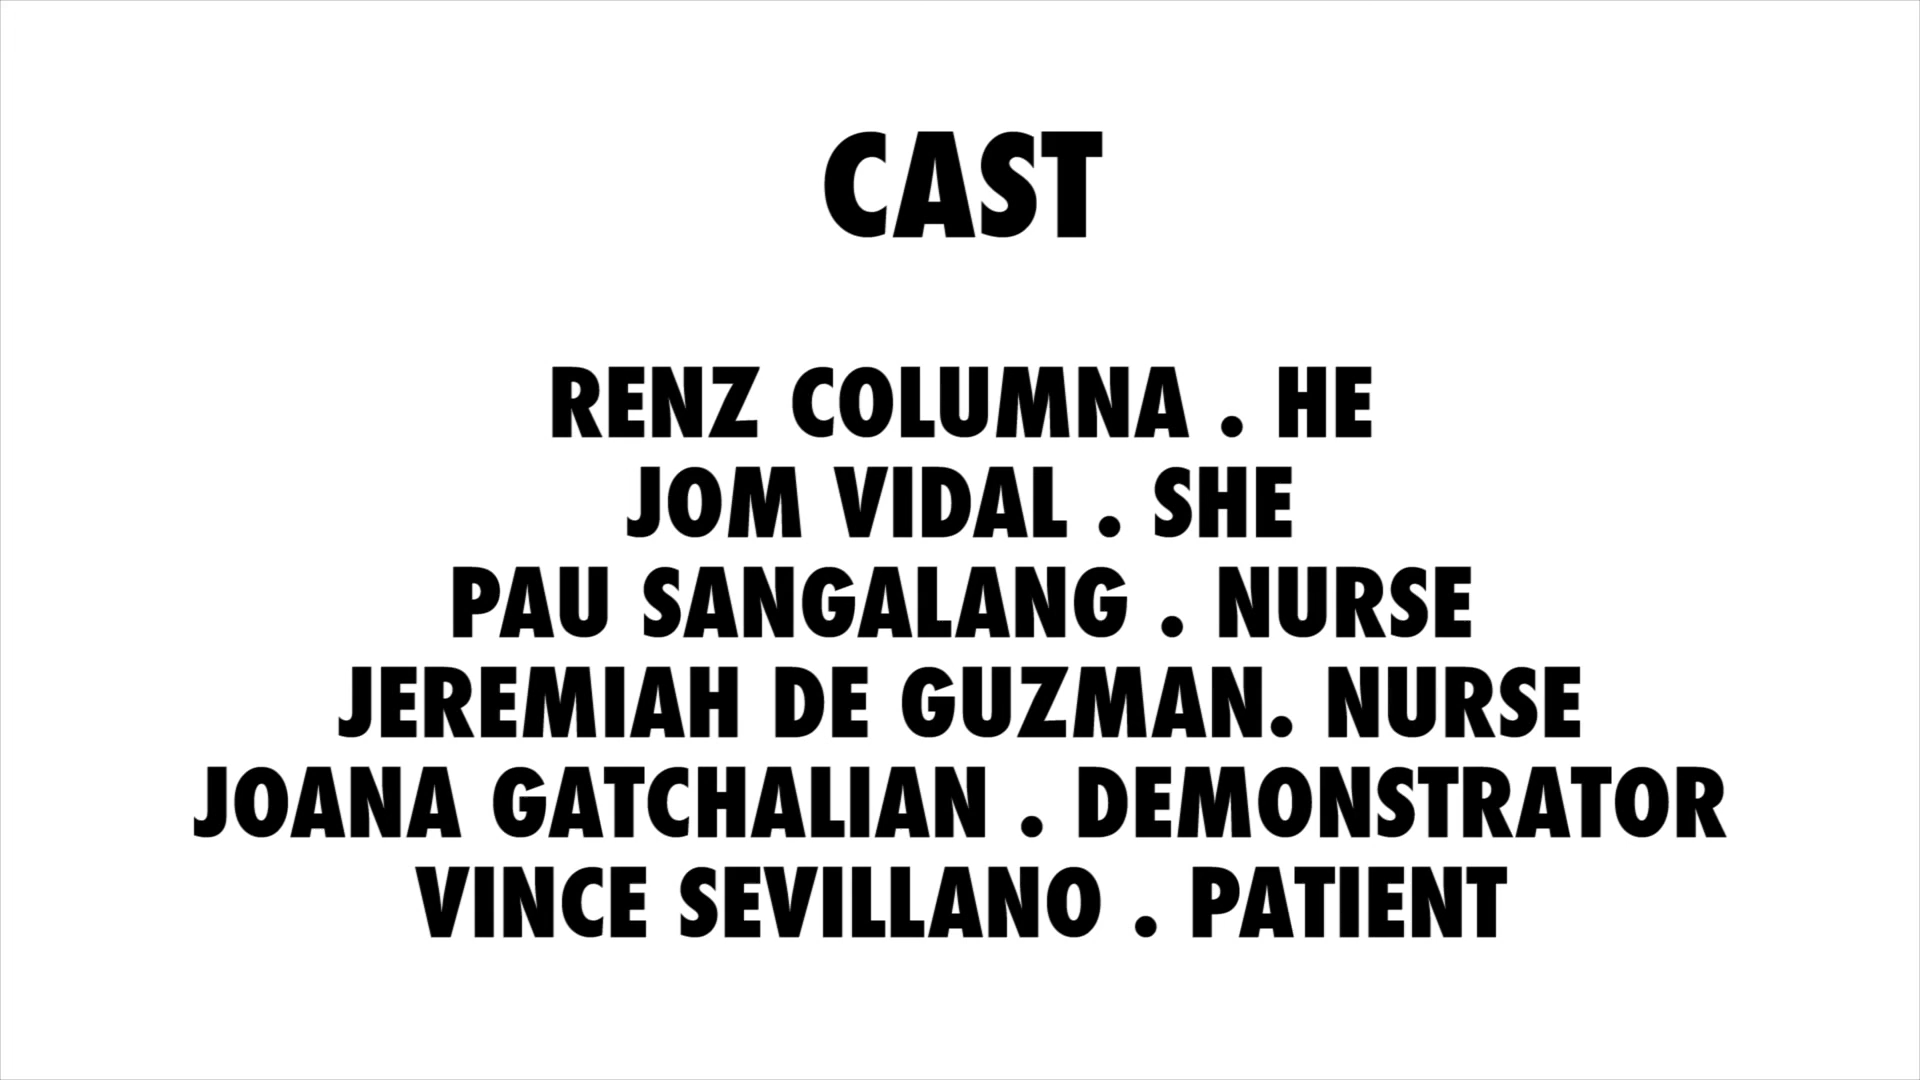 CAST
RENZ COLUMNA . HE
JOM VIDAL . SHE
PAU SANGALANG . NURSE
JEREMIAH DE GUZMAN. NURSE
JOANA GATCHALIAN . DEMONSTRATOR
VINCE SEVILLANO . PATIENT